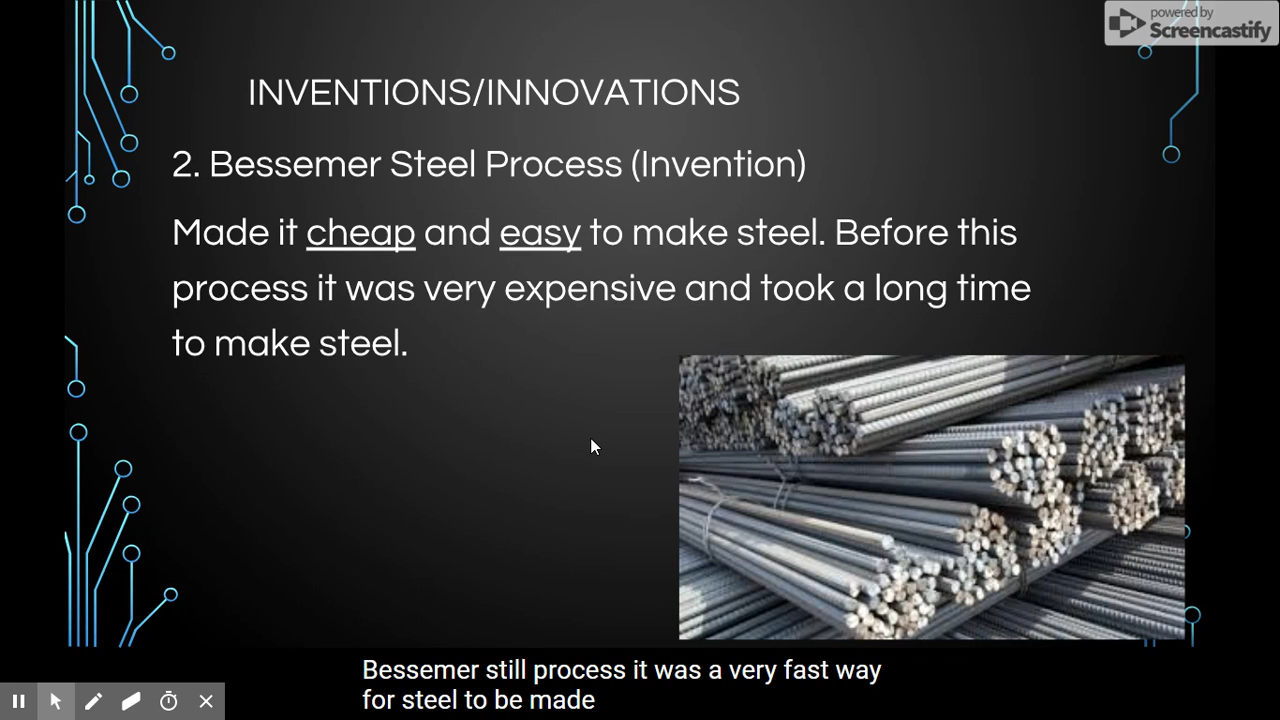 powered by
Screencastify
INVENTIONS/INNOVATIONS
2. Bessemer Steel Process (Invention)
Made it cheap and easy to make steel. Before this
process it was very expensive and took a long time
to make steel.
Bessemer still process it was a very fast way
for steel to be made